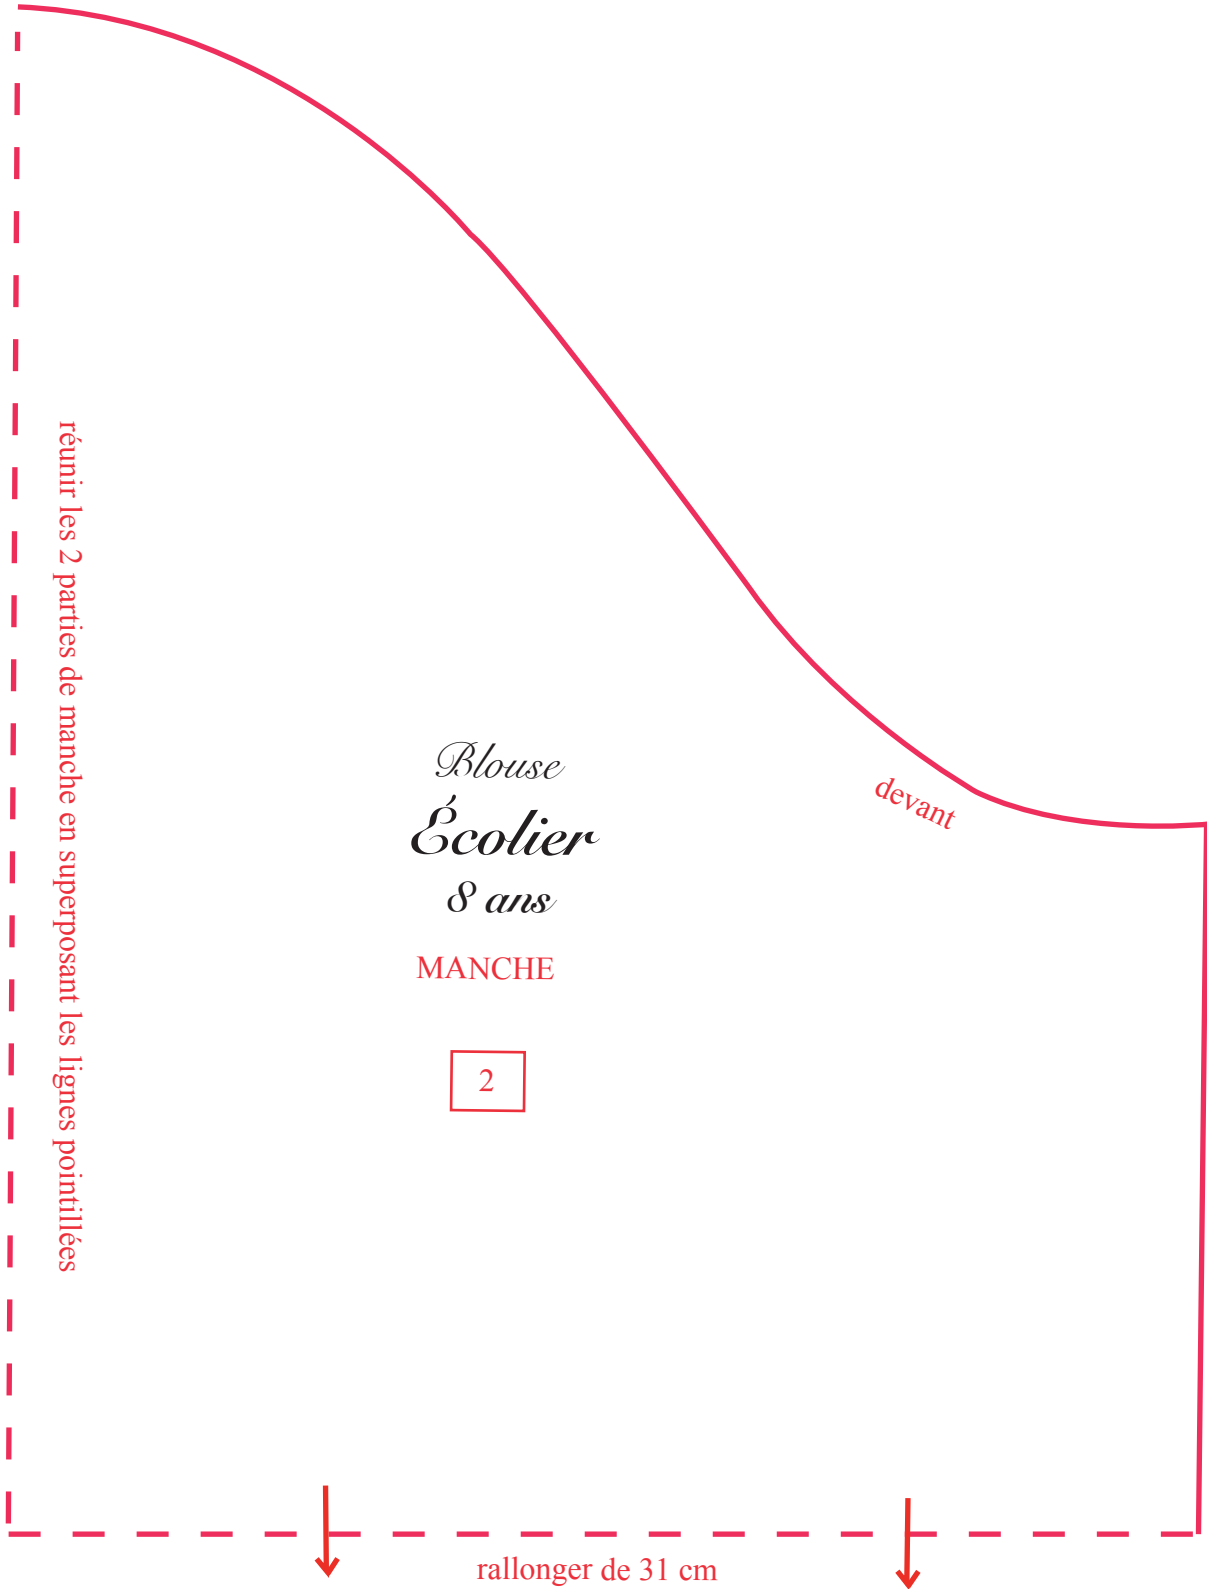 réunir les 2 parties de manche en superposant les lignes pointillées
Blouse
Écolier
8 ans
MANCHE
2
devant
rallonger de 31 cm